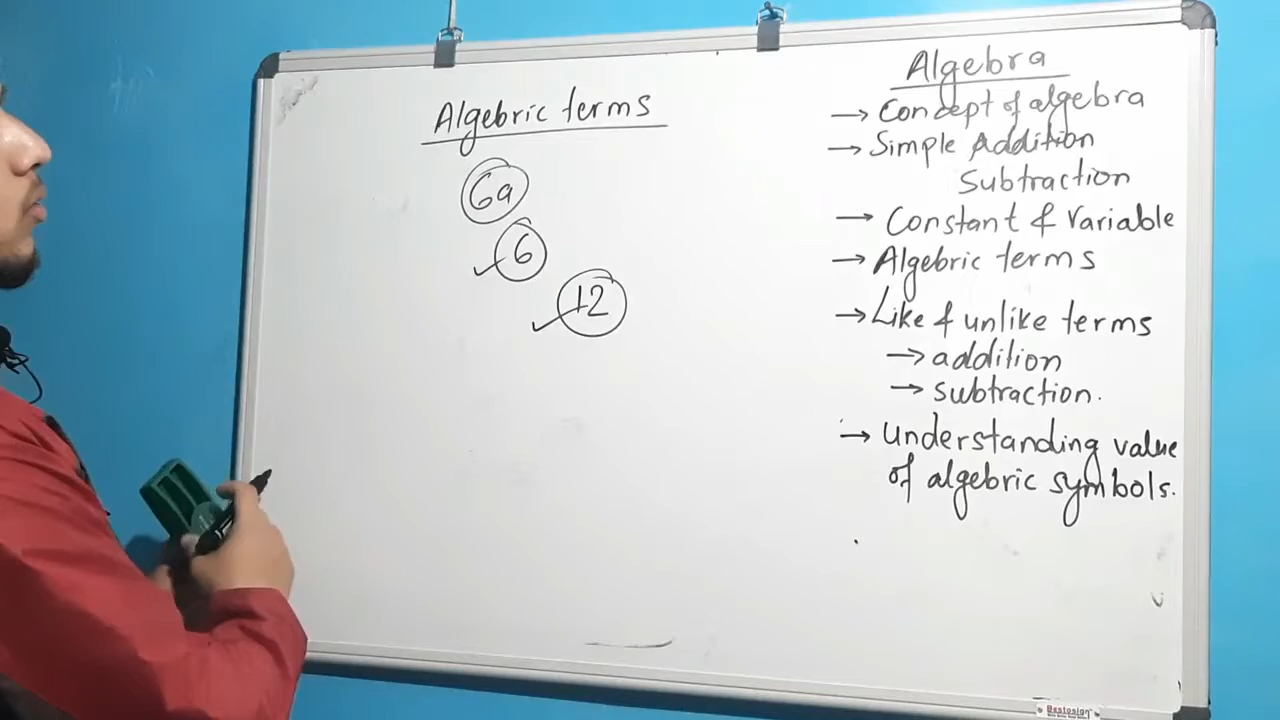 Algebric terms
6a
6
12
Algebra
→ Concept of algebra
→ Simple Addition
Subtraction
→ Constant & Variable
→ Algebric terms
→ Like & unlike terms
→ addition
→ subtraction.
→ Understanding value
of algebric symbols.
Bestosign